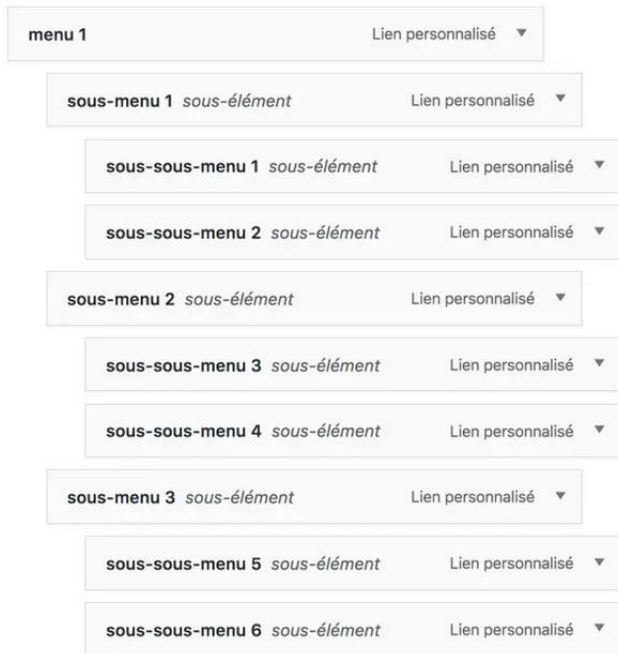 menu 1 Lien personnalisé
sous-menu 1 sous-élément Lien personnalisé
sous-sous-menu 1 sous-élément Lien personnalisé
sous-sous-menu 2 sous-élément Lien personnalisé
sous-menu 2 sous-élément Lien personnalisé
sous-sous-menu 3 sous-élément Lien personnalisé
sous-sous-menu 4 sous-élément Lien personnalisé
sous-menu 3 sous-élément Lien personnalisé
sous-sous-menu 5 sous-élément Lien personnalisé
sous-sous-menu 6 sous-élément Lien personnalisé